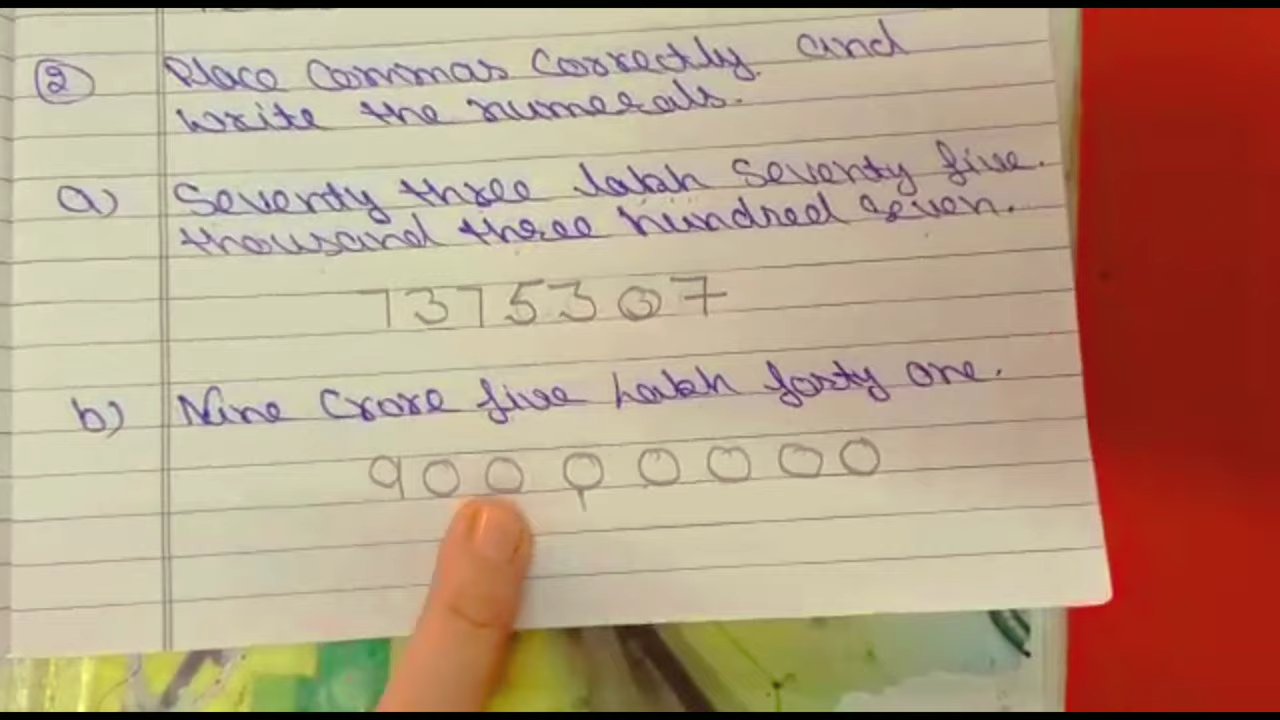 ② Place commas correctly and
write the numerals.
a) Seventy three lakh seventy five.
thousand three hundred seven.
7375307
b) Nine Crore five Lakh forty one.
900000000